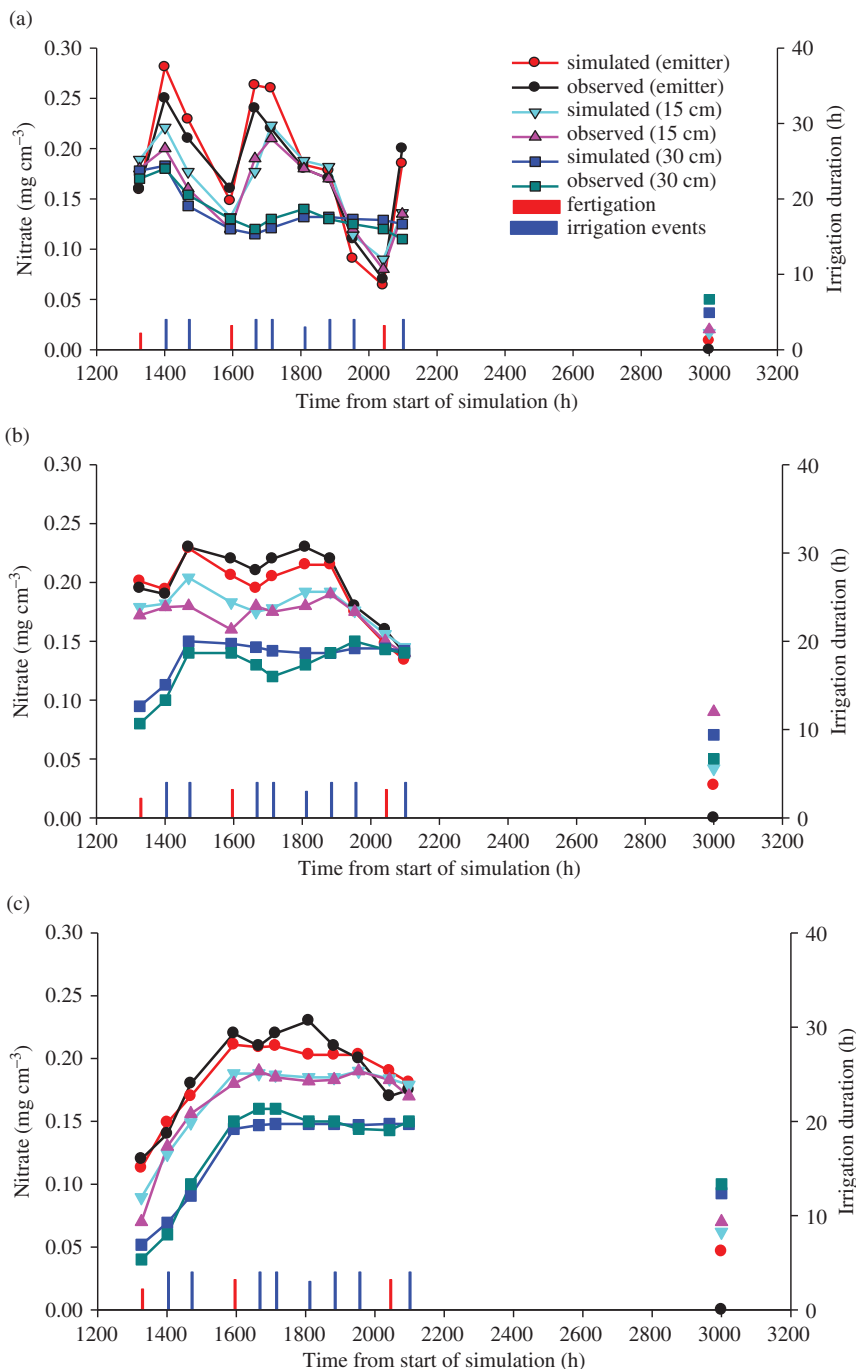 (a)
0.30
0.25
0.20
0.15
0.10
0.05
0.00
Nitrate (mg cm⁻³)
40
30
20
10
0
Irrigation duration (h)
simulated (emitter)
observed (emitter)
simulated (15 cm)
observed (15 cm)
simulated (30 cm)
observed (30 cm)
fertigation
irrigation events
1200 1400 1600 1800 2000 2200 2400 2600 2800 3000 3200
Time from start of simulation (h)
(b)
0.30
0.25
0.20
0.15
0.10
0.05
0.00
Nitrate (mg cm⁻³)
40
30
20
10
0
Irrigation duration (h)
1200 1400 1600 1800 2000 2200 2400 2600 2800 3000 3200
Time from start of simulation (h)
(c)
0.30
0.25
0.20
0.15
0.10
0.05
0.00
Nitrate (mg cm⁻³)
40
30
20
10
0
Irrigation duration (h)
1200 1400 1600 1800 2000 2200 2400 2600 2800 3000 3200
Time from start of simulation (h)